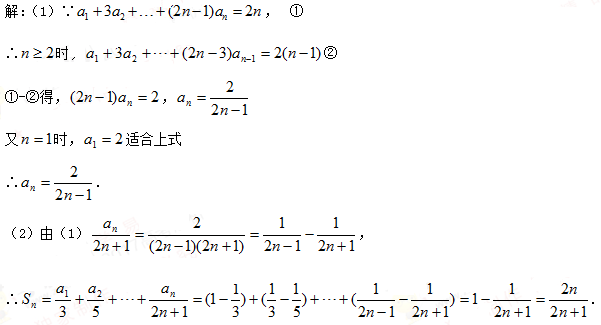 解：（1）∵a₁+3a₂+…+(2n−1)aₙ=2n， ①
∴n≥2时，a₁+3a₂+⋯+(2n−3)aₙ₋₁=2(n−1)②
①-②得，(2n−1)aₙ=2，aₙ=2/(2n−1)
又n=1时，a₁=2适合上式
∴aₙ=2/(2n−1).
（2）由（1）aₙ/(2n+1)=2/((2n−1)(2n+1))=1/(2n−1)−1/(2n+1)，
∴Sₙ=a₁/3+a₂/5+⋯+aₙ/(2n+1)=(1−1/3)+(1/3−1/5)+⋯+(1/(2n−1)−1/(2n+1))=1−1/(2n+1)=2n/(2n+1).